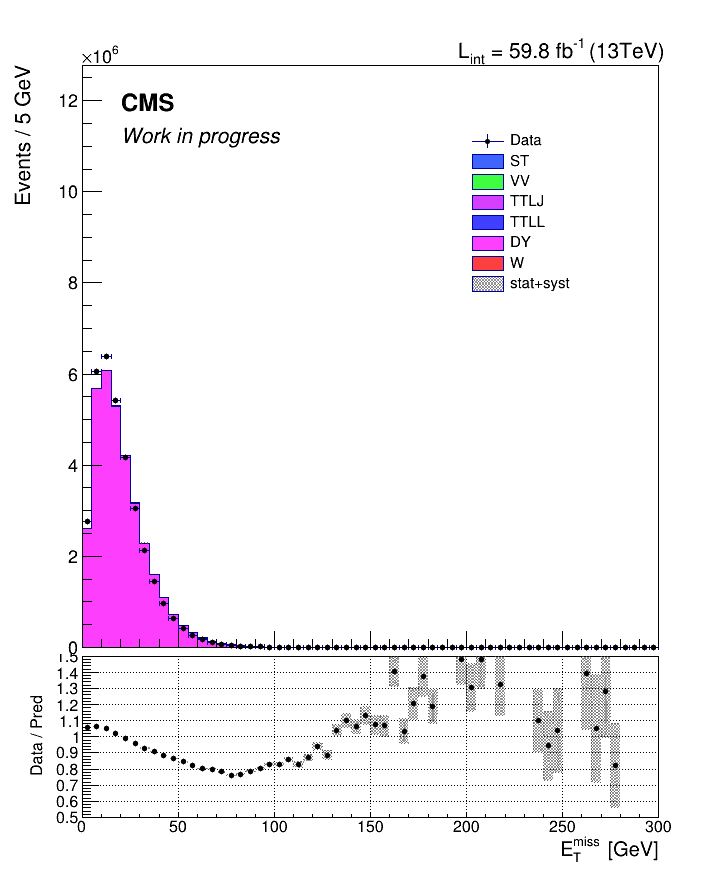 ×10⁶
L_int = 59.8 fb⁻¹ (13TeV)
Events / 5 GeV
CMS
Work in progress
Data
ST
VV
TTLJ
TTLL
DY
W
stat+syst
12
10
8
6
4
2
0
Data / Pred
1.5
1.4
1.3
1.2
1.1
1
0.9
0.8
0.7
0.6
0.5
0 50 100 150 200 250 300
E_T^miss [GeV]